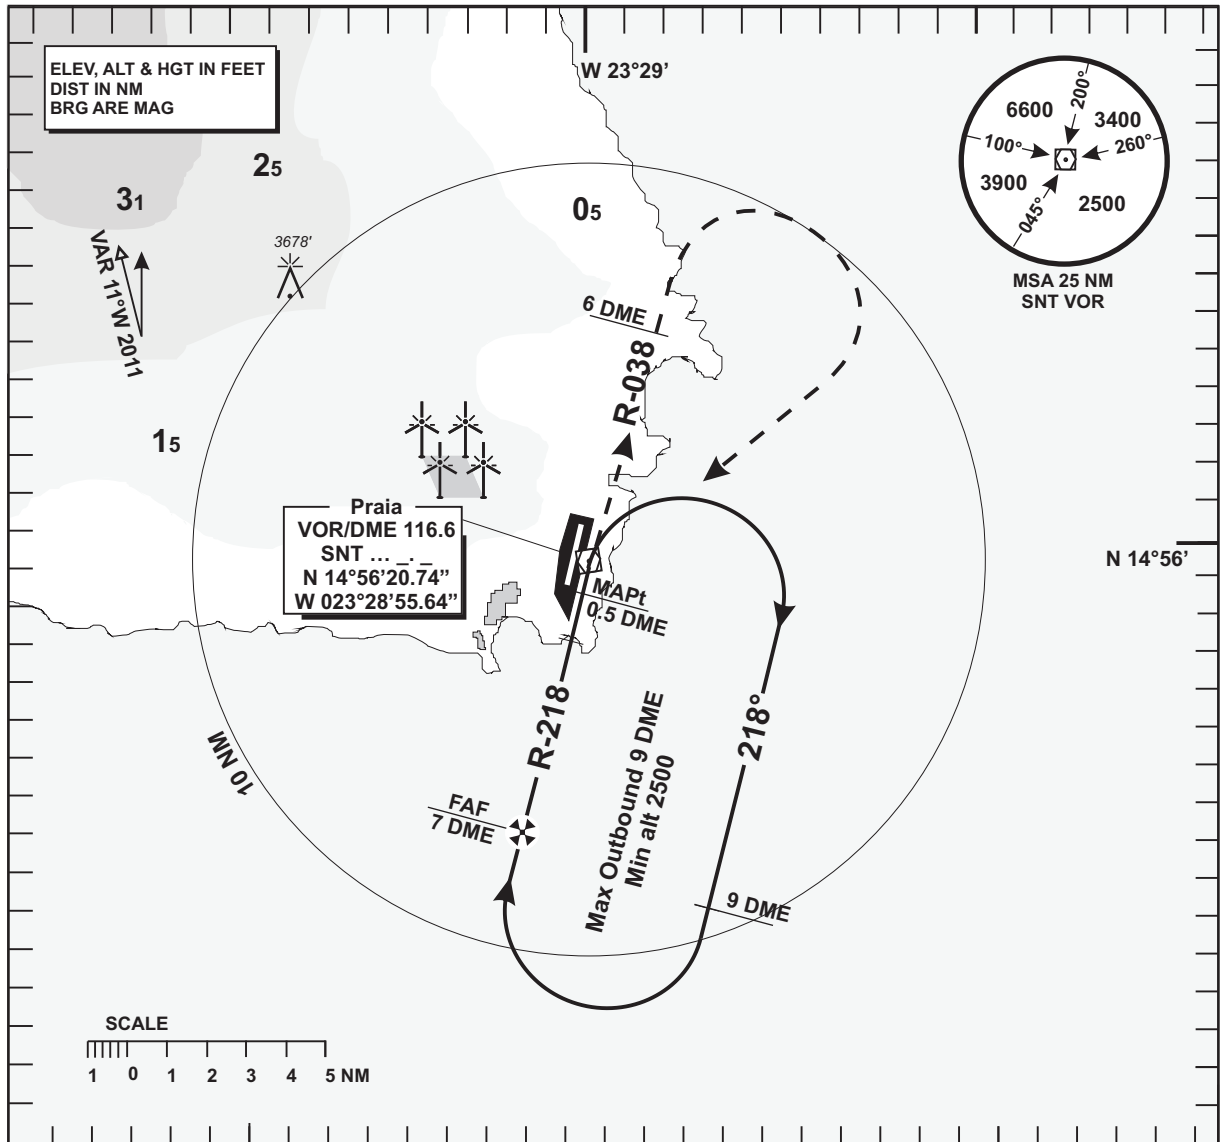 ELEV, ALT & HGT IN FEET
DIST IN NM
BRG ARE MAG
W 23°29'
200°
6600
3400
100°
260°
3900
2500
045°
MSA 25 NM
SNT VOR
25
31
05
3678'
VAR 11°W 2011
6 DME
R-038
15
Praia
VOR/DME 116.6
SNT ... _. _
N 14°56'20.74"
W 023°28'55.64"
N 14°56'
MAPt
0.5 DME
R-218
218°
Max Outbound 9 DME
Min alt 2500
10 NM
FAF
7 DME
9 DME
SCALE
1 0 1 2 3 4 5 NM